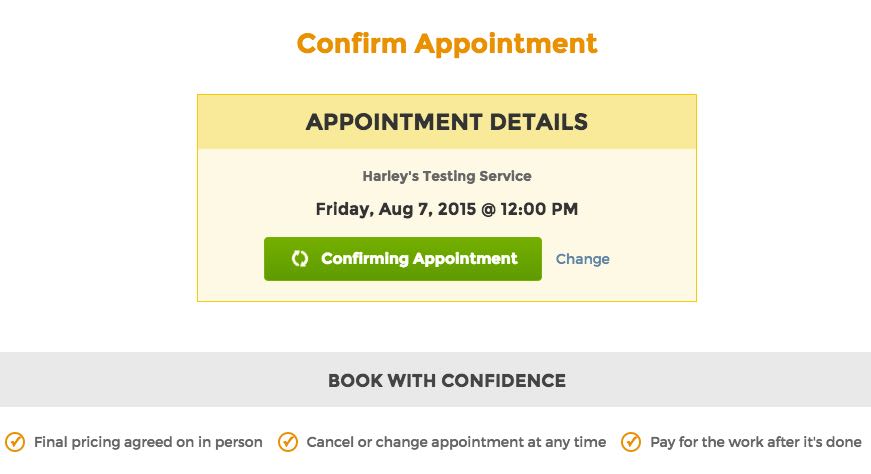 Confirm Appointment
APPOINTMENT DETAILS
Harley's Testing Service
Friday, Aug 7, 2015 @ 12:00 PM
Confirming Appointment Change
BOOK WITH CONFIDENCE
Final pricing agreed on in person Cancel or change appointment at any time Pay for the work after it's done